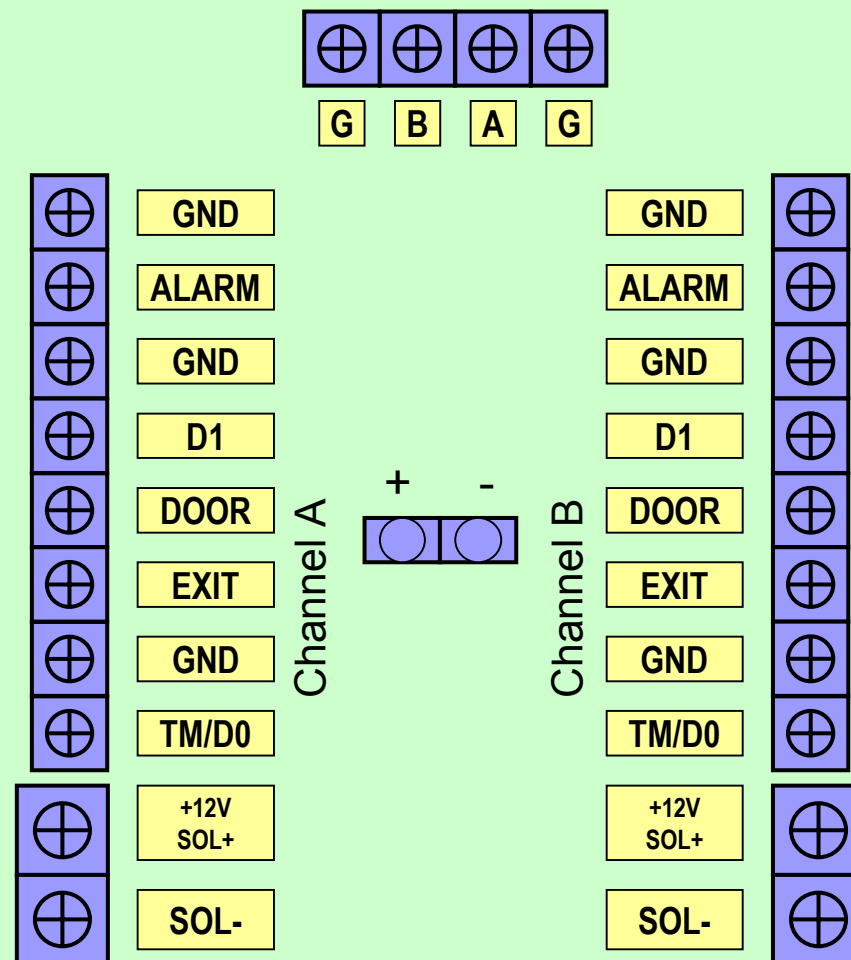 G B A G
GND
ALARM
GND
D1
DOOR
EXIT
GND
TM/D0
+12V
SOL+
SOL-
Channel A
+ -
Channel B
GND
ALARM
GND
D1
DOOR
EXIT
GND
TM/D0
+12V
SOL+
SOL-